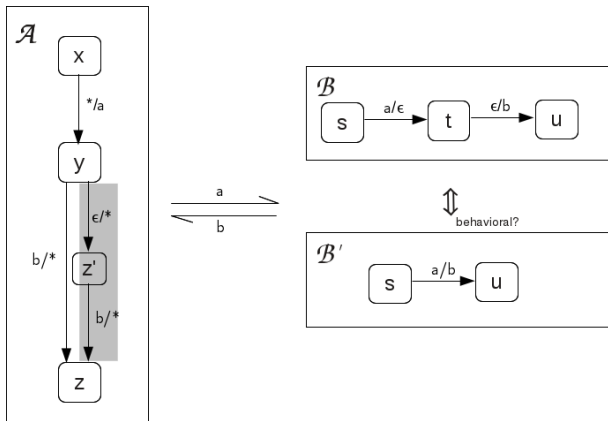 𝒜
x
*/a
y
ϵ/*
b/*
z'
b/*
z
a
b
ℬ
s
a/ϵ
t
ϵ/b
u
⇕
behavioral?
ℬ'
s
a/b
u